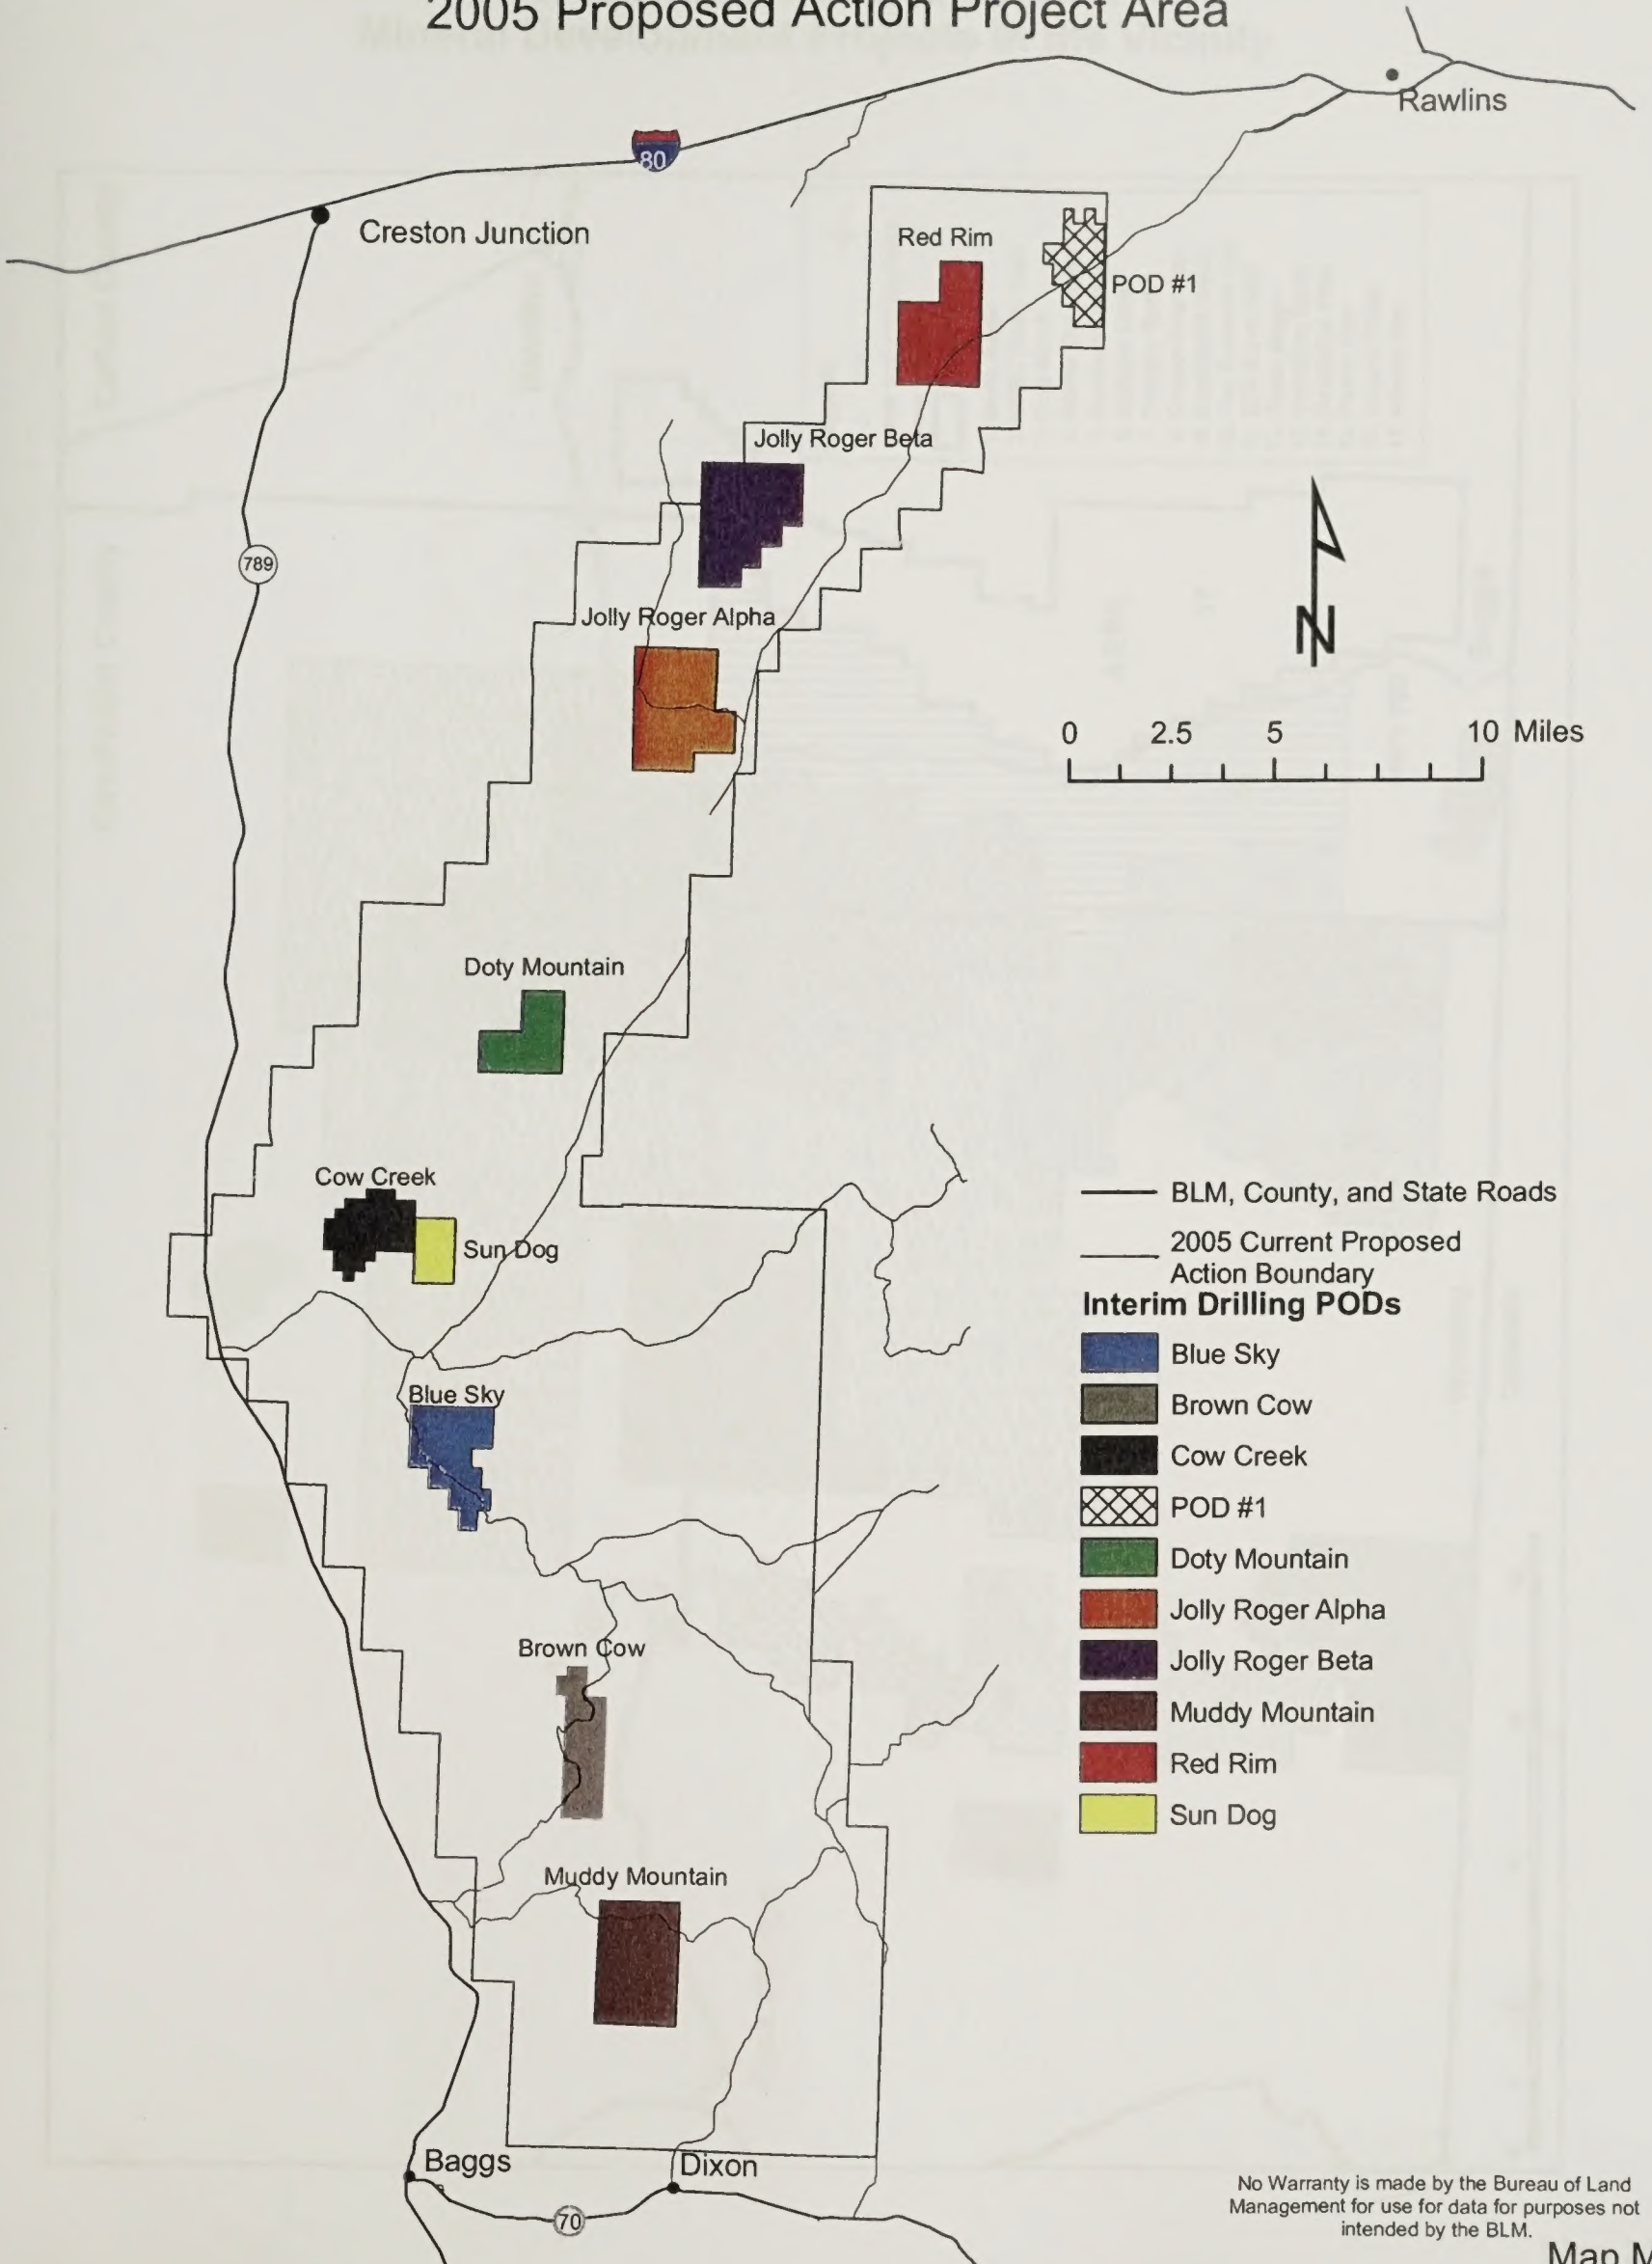 2005 Proposed Action Project Area
Rawlins
80
Creston Junction
Red Rim
POD #1
Jolly Roger Beta
789
Jolly Roger Alpha
N
0 2.5 5 10 Miles
Doty Mountain
Cow Creek
Sun Dog
BLM, County, and State Roads
2005 Current Proposed
Action Boundary
Interim Drilling PODs
Blue Sky
Blue Sky
Brown Cow
Cow Creek
POD #1
Doty Mountain
Jolly Roger Alpha
Brown Cow
Jolly Roger Beta
Muddy Mountain
Red Rim
Sun Dog
Muddy Mountain
Baggs
Dixon
70
No Warranty is made by the Bureau of Land
Management for use for data for purposes not
intended by the BLM.
Map M